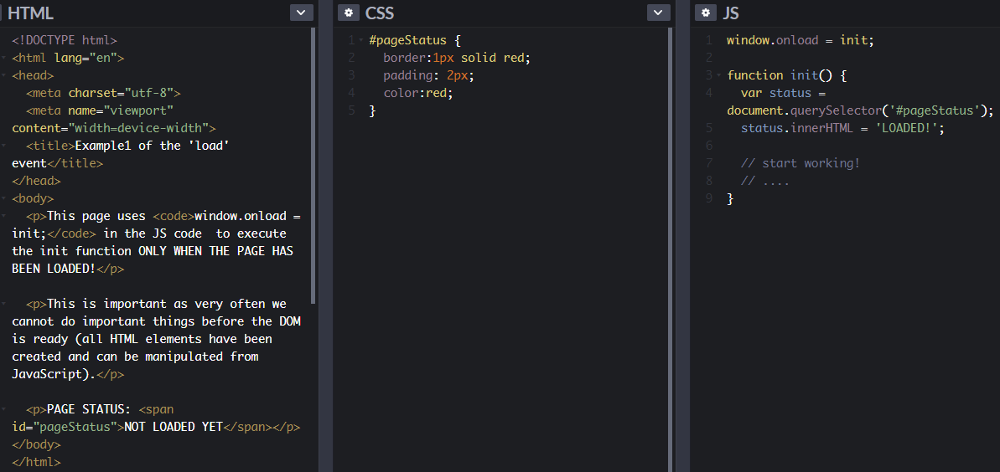 HTML
<!DOCTYPE html>
<html lang="en">
<head>
  <meta charset="utf-8">
  <meta name="viewport"
content="width=device-width">
  <title>Example1 of the 'load'
event</title>
</head>
<body>
  <p>This page uses <code>window.onload =
init;</code> in the JS code  to execute
the init function ONLY WHEN THE PAGE HAS
BEEN LOADED!</p>
  <p>This is important as very often we
cannot do important things before the DOM
is ready (all HTML elements have been
created and can be manipulated from
JavaScript).</p>
  <p>PAGE STATUS: <span
id="pageStatus">NOT LOADED YET</span></p>
</body>
</html>
CSS
1 #pageStatus {
2   border:1px solid red;
3   padding: 2px;
4   color:red;
5 }
JS
1 window.onload = init;
2
3 function init() {
4   var status =
document.querySelector('#pageStatus');
5   status.innerHTML = 'LOADED!';
6
7   // start working!
8   // ....
9 }